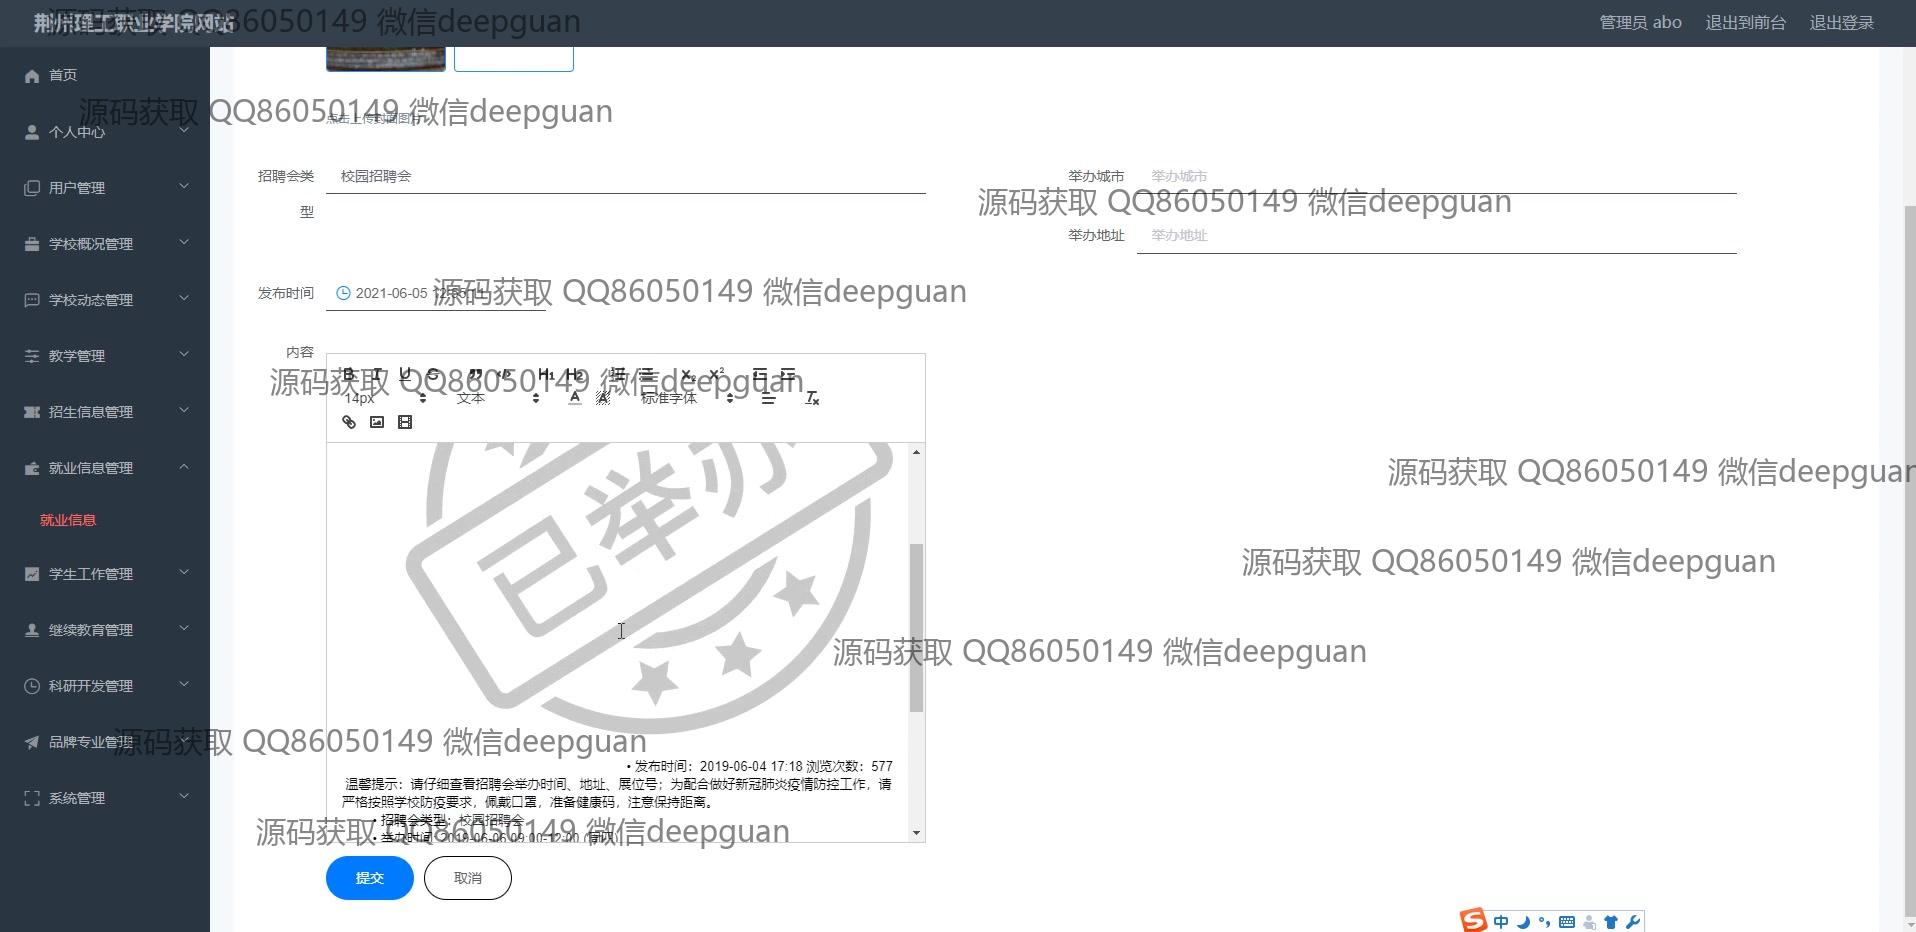 荆州理工职业学院网站
源码获取 QQ86050149 微信deepguan
管理员 abo 退出到前台 退出登录
首页
源码获取 QQ86050149 微信deepguan
点击上传封面图片
个人中心
招聘会类型 校园招聘会
举办城市 举办城市
用户管理
源码获取 QQ86050149 微信deepguan
举办地址 举办地址
学校概况管理
发布时间 2021-06-05
源码获取 QQ86050149 微信deepguan
学校动态管理
内容
教学管理
B I U S ” </> H1 H2 X2 X2
源码获取 QQ86050149 微信deepguan
14px 文本 A A 标准字体 Tx
招生信息管理
就业信息管理
源码获取 QQ86050149 微信deepguan
已举办
就业信息
源码获取 QQ86050149 微信deepguan
学生工作管理
继续教育管理
源码获取 QQ86050149 微信deepguan
科研开发管理
品牌专业管理
源码获取 QQ86050149 微信deepguan
• 发布时间：2019-06-04 17:18 浏览次数：577
温馨提示：请仔细查看招聘会举办时间、地址、展位号；为配合做好新冠肺炎疫情防控工作，请
严格按照学校防疫要求，佩戴口罩，准备健康码，注意保持距离。
系统管理
• 招聘会类型：校园招聘会
源码获取 QQ86050149 微信deepguan
• 举办时间：2019-06-06 09:00-12:00 (周四)
提交 取消
S 中